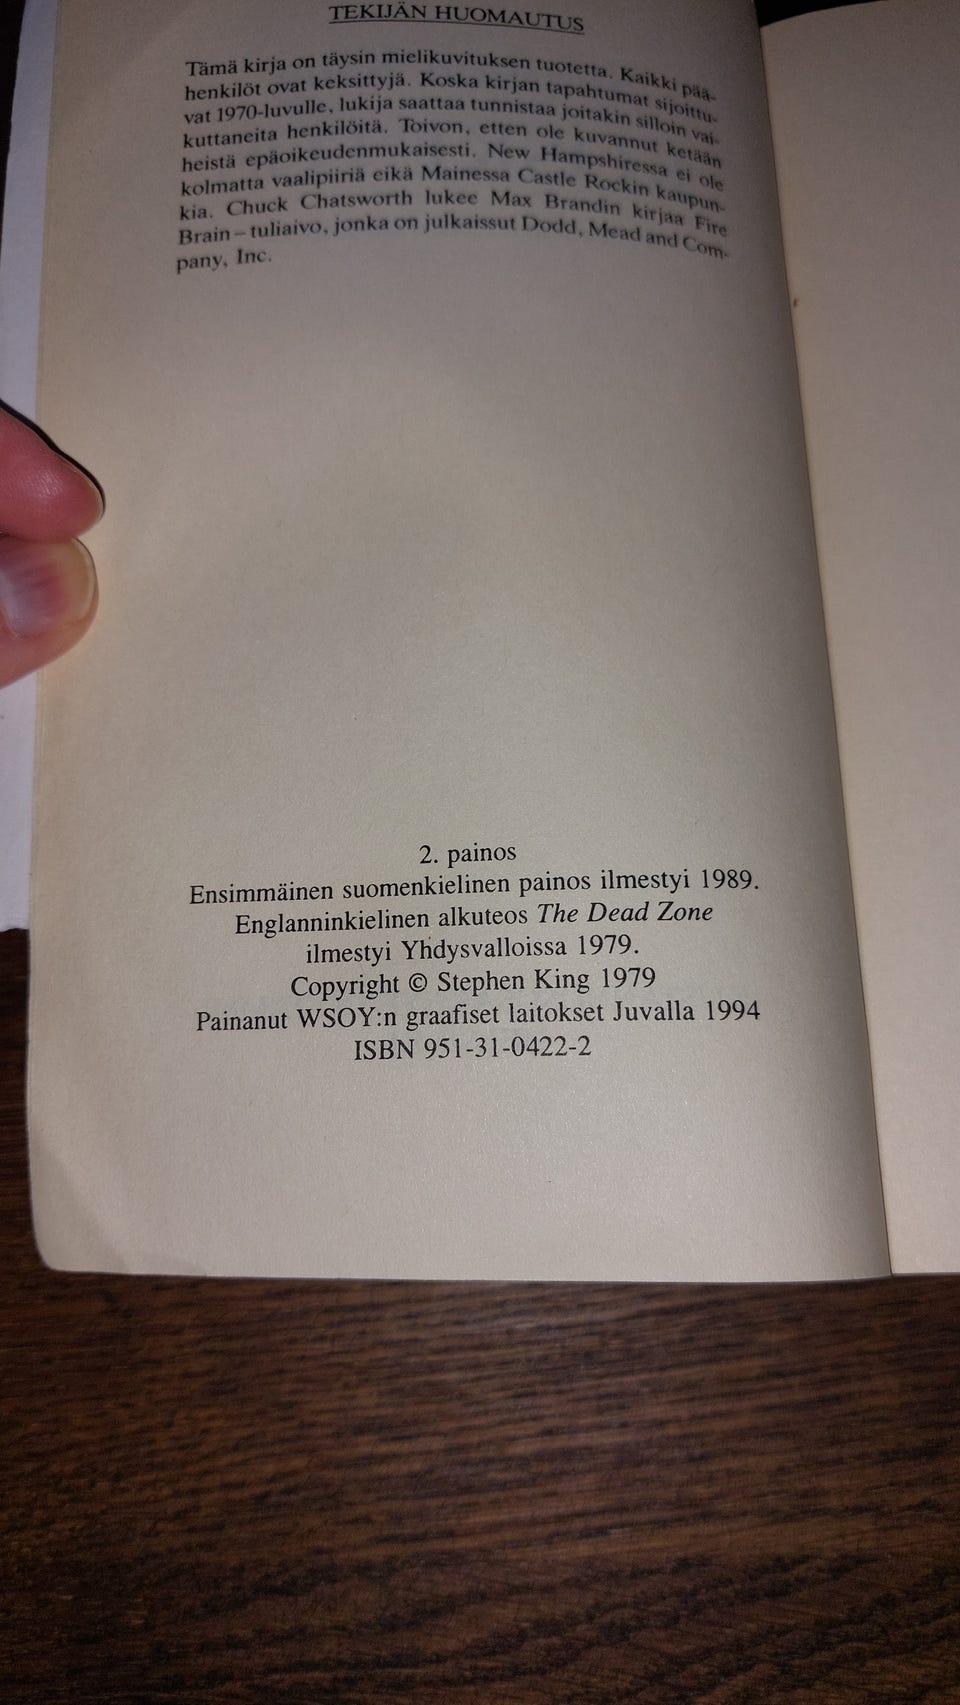 TEKIJÄN HUOMAUTUS
Tämä kirja on täysin mielikuvituksen tuotetta. Kaikki pää-
henkilöt ovat keksittyjä. Koska kirjan tapahtumat sijoittu-
vat 1970-luvulle, lukija saattaa tunnistaa joitakin silloin vai-
kuttaneita henkilöitä. Toivon, etten ole kuvannut ketään
heistä epäoikeudenmukaisesti. New Hampshiressa ei ole
kolmatta vaalipiiriä eikä Mainessa Castle Rockin kaupun-
kia. Chuck Chatsworth lukee Max Brandin kirjaa Fire
Brain – tuliaivo, jonka on julkaissut Dodd, Mead and Com-
pany, Inc.
2. painos
Ensimmäinen suomenkielinen painos ilmestyi 1989.
Englanninkielinen alkuteos The Dead Zone
ilmestyi Yhdysvalloissa 1979.
Copyright © Stephen King 1979
Painanut WSOY:n graafiset laitokset Juvalla 1994
ISBN 951-31-0422-2